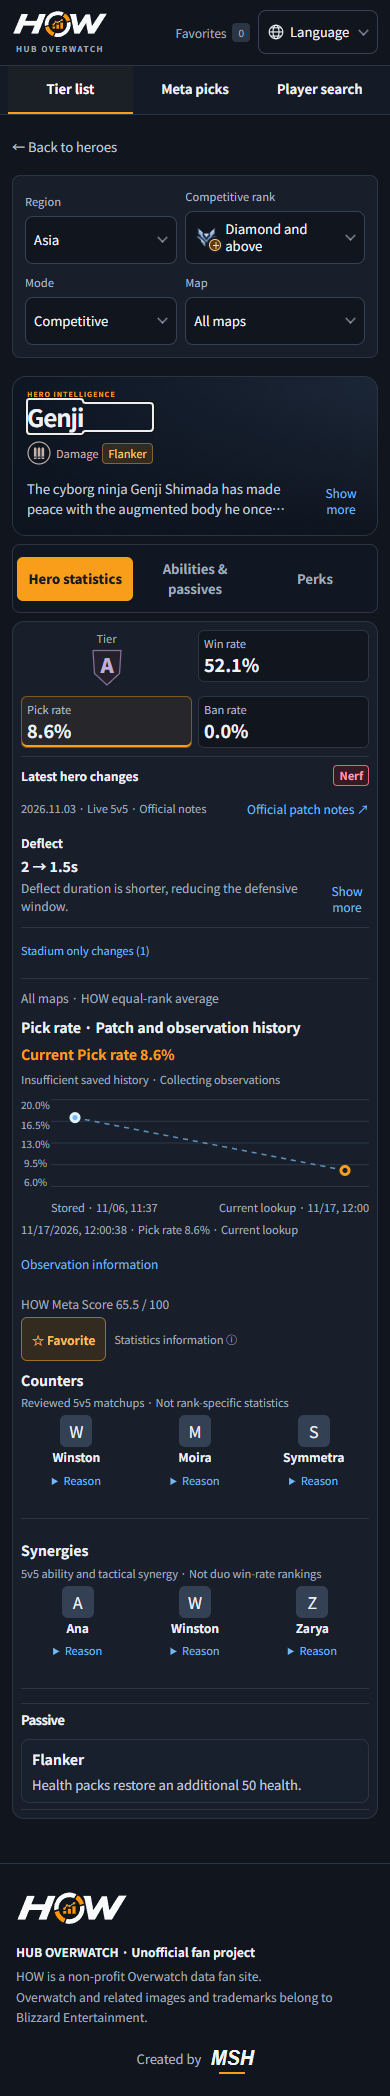 HOW
HUB OVERWATCH
Favorites 0
Language
Tier list
Meta picks
Player search
← Back to heroes
Region
Asia
Competitive rank
Diamond and above
Mode
Competitive
Map
All maps
HERO INTELLIGENCE
Genji
Damage Flanker
The cyborg ninja Genji Shimada has made
peace with the augmented body he once…
Show
more
Hero statistics
Abilities &
passives
Perks
Tier
A
Win rate
52.1%
Pick rate
8.6%
Ban rate
0.0%
Latest hero changes
Nerf
2026.11.03 · Live 5v5 · Official notes
Official patch notes ↗
Deflect
2 → 1.5s
Deflect duration is shorter, reducing the defensive
window.
Show
more
Stadium only changes (1)
All maps · HOW equal-rank average
Pick rate · Patch and observation history
Current Pick rate 8.6%
Insufficient saved history · Collecting observations
20.0%
16.5%
13.0%
9.5%
6.0%
Stored · 11/06, 11:37
Current lookup · 11/17, 12:00
11/17/2026, 12:00:38 · Pick rate 8.6% · Current lookup
Observation information
HOW Meta Score 65.5 / 100
☆ Favorite
Statistics information ⓘ
Counters
Reviewed 5v5 matchups · Not rank-specific statistics
W
M
S
Winston
Moira
Symmetra
▶ Reason
▶ Reason
▶ Reason
Synergies
5v5 ability and tactical synergy · Not duo win-rate rankings
A
W
Z
Ana
Winston
Zarya
▶ Reason
▶ Reason
▶ Reason
Passive
Flanker
Health packs restore an additional 50 health.
HOW
HUB OVERWATCH · Unofficial fan project
HOW is a non-profit Overwatch data fan site.
Overwatch and related images and trademarks belong to
Blizzard Entertainment.
Created by MSH